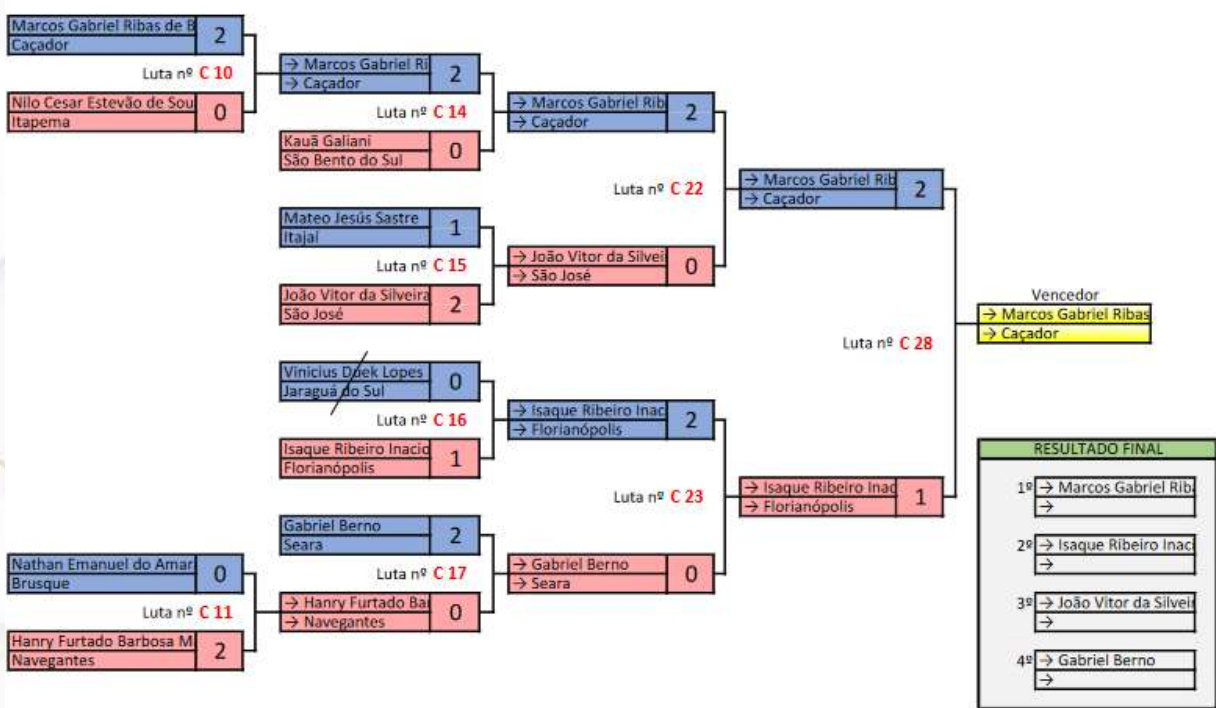 Marcos Gabriel Ribas de B
Caçador
2
Luta nº C 10
Nilo Cesar Estevão de Sou
Itapema
0
→ Marcos Gabriel Ri
→ Caçador
2
Luta nº C 14
Kauã Galiani
São Bento do Sul
0
→ Marcos Gabriel Rib
→ Caçador
2
Luta nº C 22
Mateo Jesús Sastre
Itajaí
1
Luta nº C 15
João Vitor da Silveira
São José
2
→ João Vitor da Silvei
→ São José
0
→ Marcos Gabriel Rib
→ Caçador
2
Luta nº C 28
Vencedor
→ Marcos Gabriel Ribas
→ Caçador
Vinicius Duek Lopes
Jaraguá do Sul
0
Luta nº C 16
Isaque Ribeiro Inacio
Florianópolis
1
→ Isaque Ribeiro Inac
→ Florianópolis
2
Luta nº C 23
→ Isaque Ribeiro Inac
→ Florianópolis
1
Gabriel Berno
Seara
2
Luta nº C 17
Nathan Emanuel do Amar
Brusque
0
Luta nº C 11
Hanry Furtado Barbosa M
Navegantes
2
→ Hanry Furtado Ba
→ Navegantes
0
→ Gabriel Berno
→ Seara
0
RESULTADO FINAL
1º → Marcos Gabriel Rib
→
2º → Isaque Ribeiro Inaci
→
3º → João Vitor da Silvei
→
4º → Gabriel Berno
→